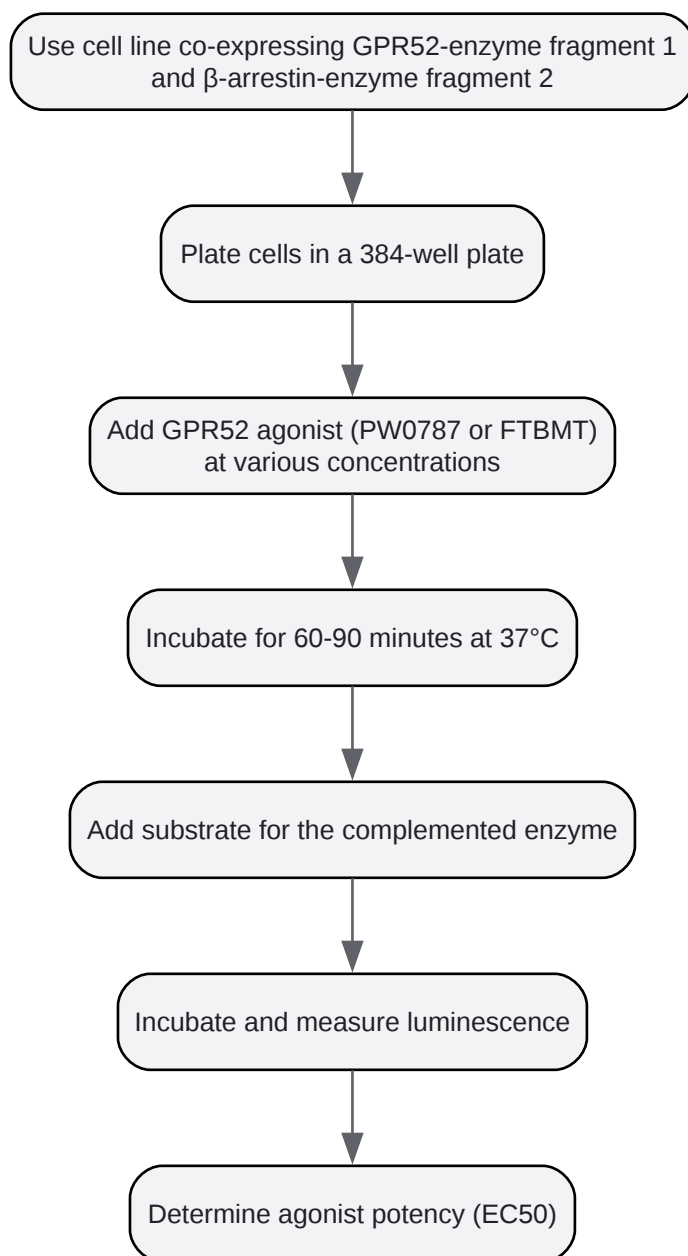 Use cell line co-expressing GPR52-enzyme fragment 1
and β-arrestin-enzyme fragment 2
Plate cells in a 384-well plate
Add GPR52 agonist (PW0787 or FTBMT)
at various concentrations
Incubate for 60-90 minutes at 37°C
Add substrate for the complemented enzyme
Incubate and measure luminescence
Determine agonist potency (EC50)